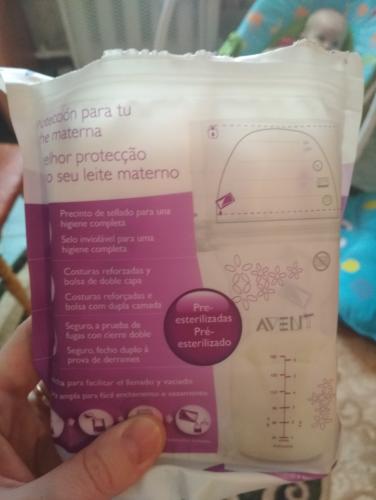 Protección para tu
materna
protecção
seu leite materno
Precinto de sellado para una
higiene completa
Selo inviolável para uma
higiene completa
Costuras reforzadas y
bolsa de doble capa
Costuras reforçadas e
bolsa com dupla camada
Seguro, a prueba de
fugas con cierre doble
Seguro, fecho duplo à
prova de derrames
para facilitar el llenado y vaciado
ampla para fácil enchimento e vazamento
Pre-
esterilizadas
Pré-
esterilizado
AVENT